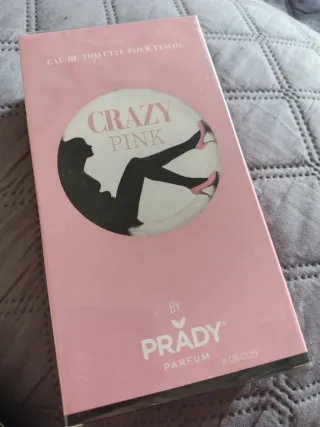 EAU DE TOILETTE POUR FEMME
CRAZY
PINK
BY
PRADY
PARFUM